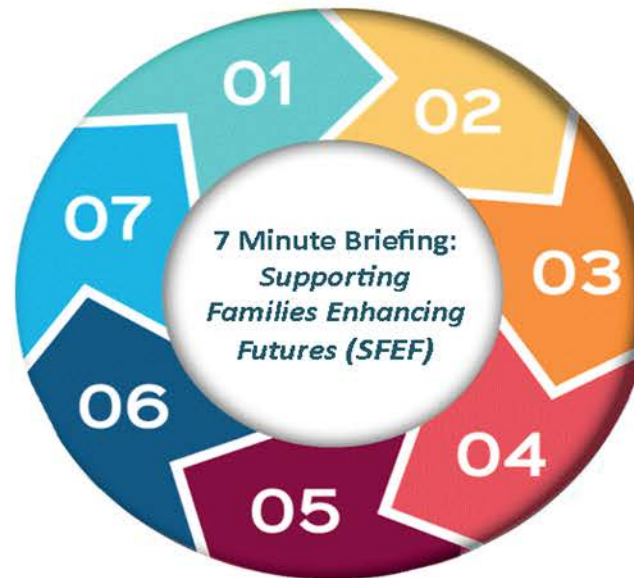 01
02
03
04
05
06
07
7 Minute Briefing:
Supporting
Families Enhancing
Futures (SFEF)